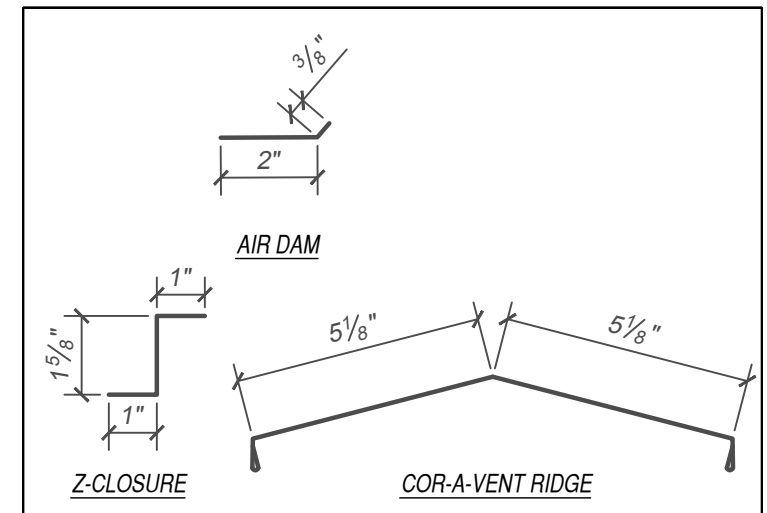 3/8"
2"
AIR DAM
1"
1 5/8"
1"
Z-CLOSURE
5 1/8"
5 1/8"
COR-A-VENT RIDGE